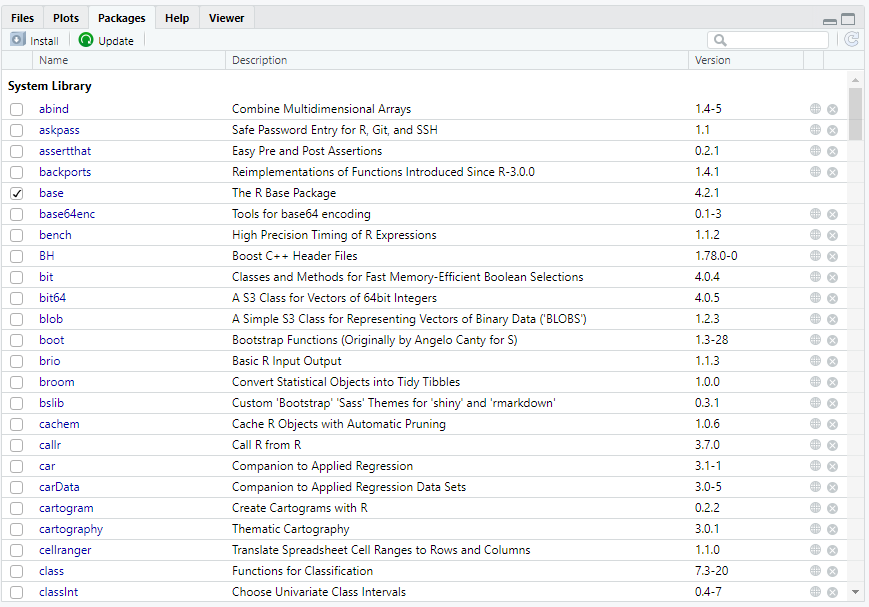 Files Plots Packages Help Viewer
Install Update
Name Description Version
System Library
abind Combine Multidimensional Arrays 1.4-5
askpass Safe Password Entry for R, Git, and SSH 1.1
assertthat Easy Pre and Post Assertions 0.2.1
backports Reimplementations of Functions Introduced Since R-3.0.0 1.4.1
base The R Base Package 4.2.1
base64enc Tools for base64 encoding 0.1-3
bench High Precision Timing of R Expressions 1.1.2
BH Boost C++ Header Files 1.78.0-0
bit Classes and Methods for Fast Memory-Efficient Boolean Selections 4.0.4
bit64 A S3 Class for Vectors of 64bit Integers 4.0.5
blob A Simple S3 Class for Representing Vectors of Binary Data ('BLOBS') 1.2.3
boot Bootstrap Functions (Originally by Angelo Canty for S) 1.3-28
brio Basic R Input Output 1.1.3
broom Convert Statistical Objects into Tidy Tibbles 1.0.0
bslib Custom 'Bootstrap' 'Sass' Themes for 'shiny' and 'rmarkdown' 0.3.1
cachem Cache R Objects with Automatic Pruning 1.0.6
callr Call R from R 3.7.0
car Companion to Applied Regression 3.1-1
carData Companion to Applied Regression Data Sets 3.0-5
cartogram Create Cartograms with R 0.2.2
cartography Thematic Cartography 3.0.1
cellranger Translate Spreadsheet Cell Ranges to Rows and Columns 1.1.0
class Functions for Classification 7.3-20
classInt Choose Univariate Class Intervals 0.4-7